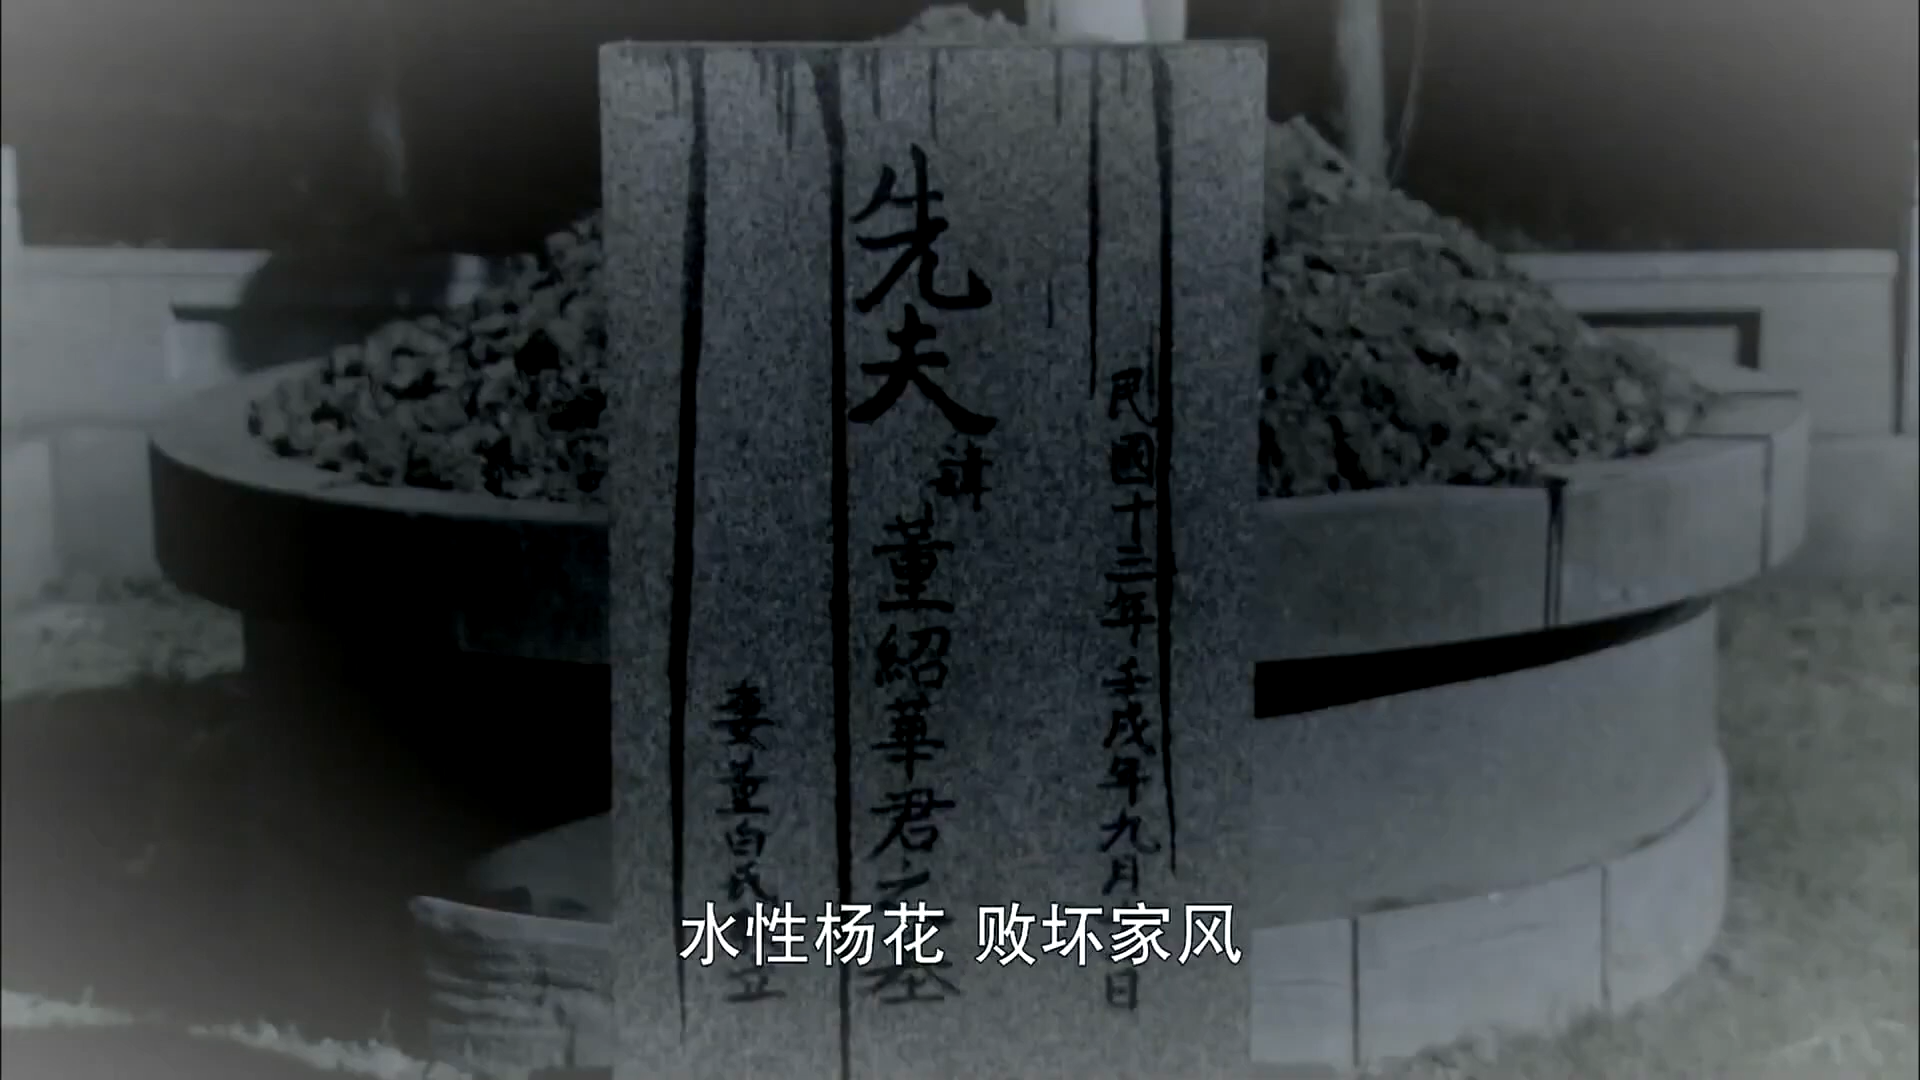 民國十三年壬戌年九月日
先夫諱董紹華君之墓
妻董白氏立
水性杨花 败坏家风